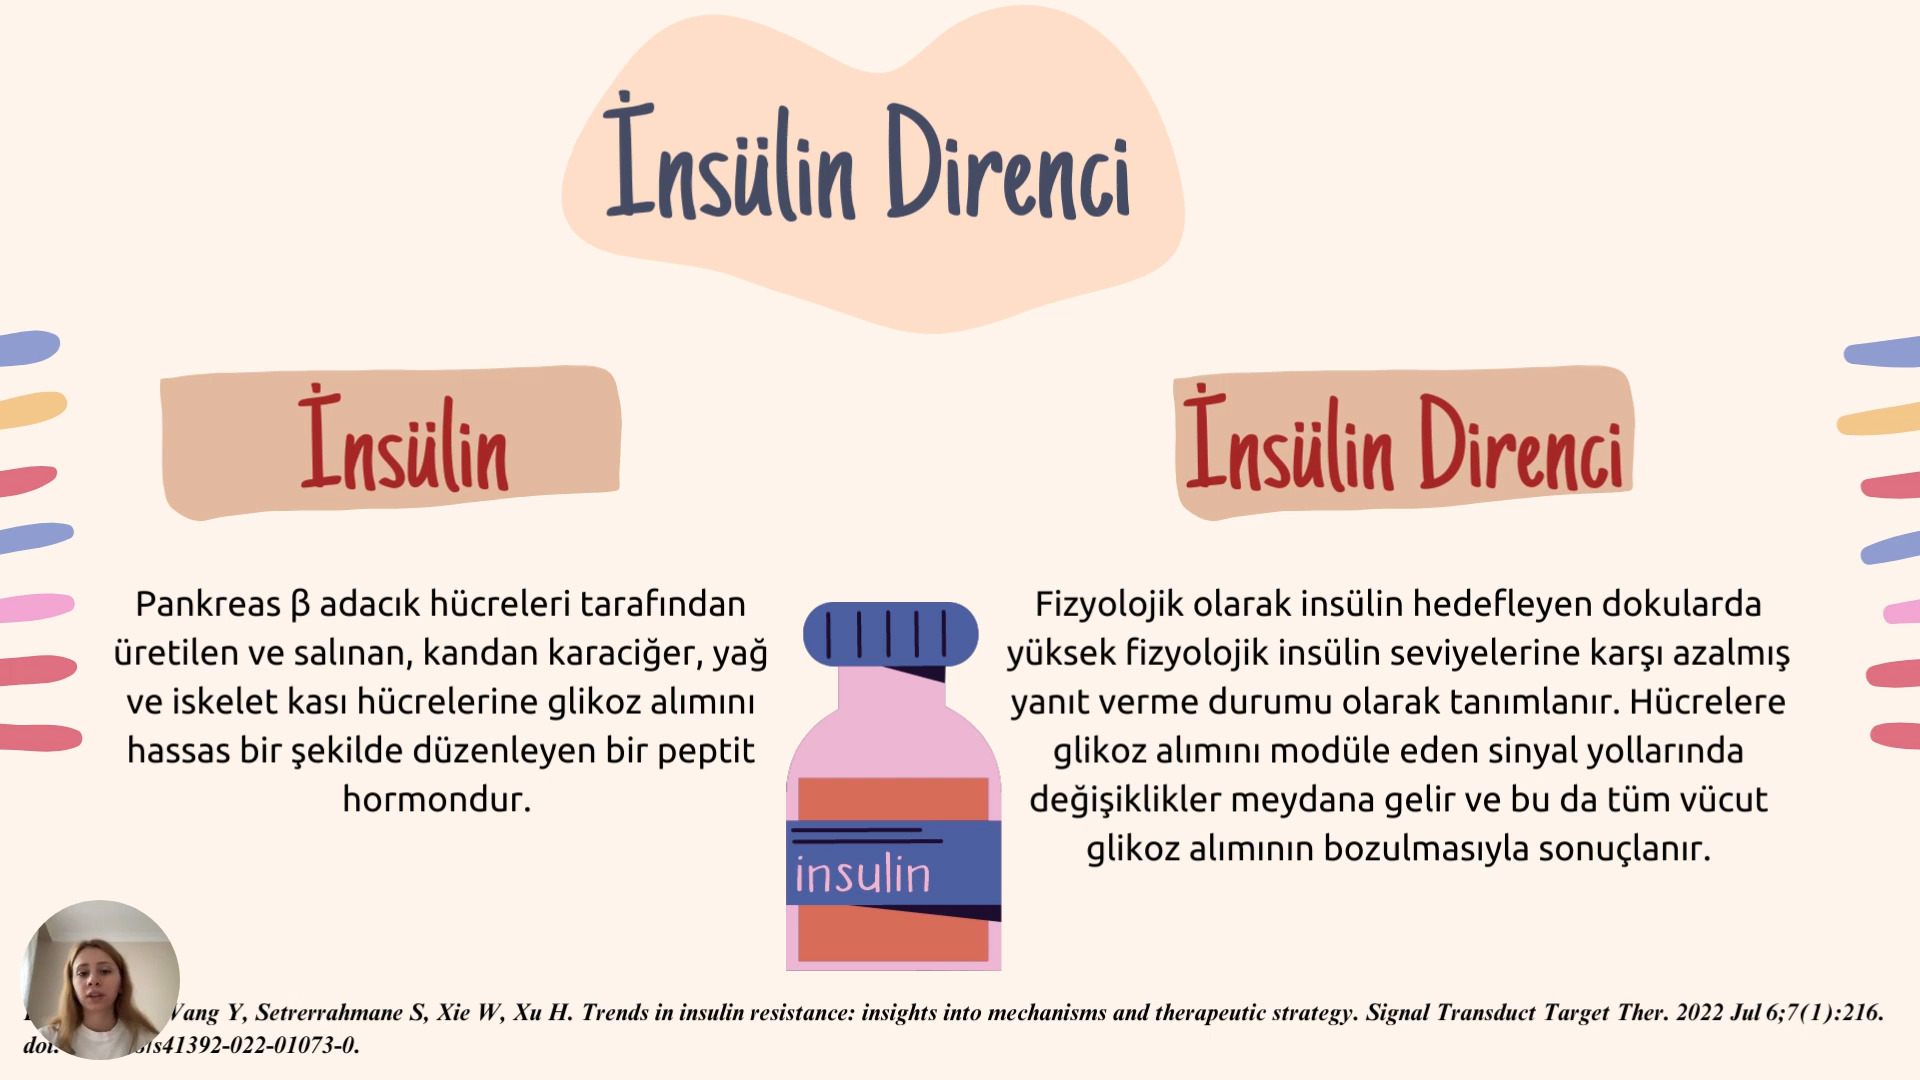 İnsülin Direnci
İnsülin
Pankreas β adacık hücreleri tarafından
üretilen ve salınan, kandan karaciğer, yağ
ve iskelet kası hücrelerine glikoz alımını
hassas bir şekilde düzenleyen bir peptit
hormondur.
İnsülin Direnci
Fizyolojik olarak insülin hedefleyen dokularda
yüksek fizyolojik insülin seviyelerine karşı azalmış
yanıt verme durumu olarak tanımlanır. Hücrelere
glikoz alımını modüle eden sinyal yollarında
değişiklikler meydana gelir ve bu da tüm vücut
glikoz alımının bozulmasıyla sonuçlanır.
insulin
Y, Setrerrahmane S, Xie W, Xu H. Trends in insulin resistance: insights into mechanisms and therapeutic strategy. Signal Transduct Target Ther. 2022 Jul 6;7(1):216.
doi: s41392-022-01073-0.